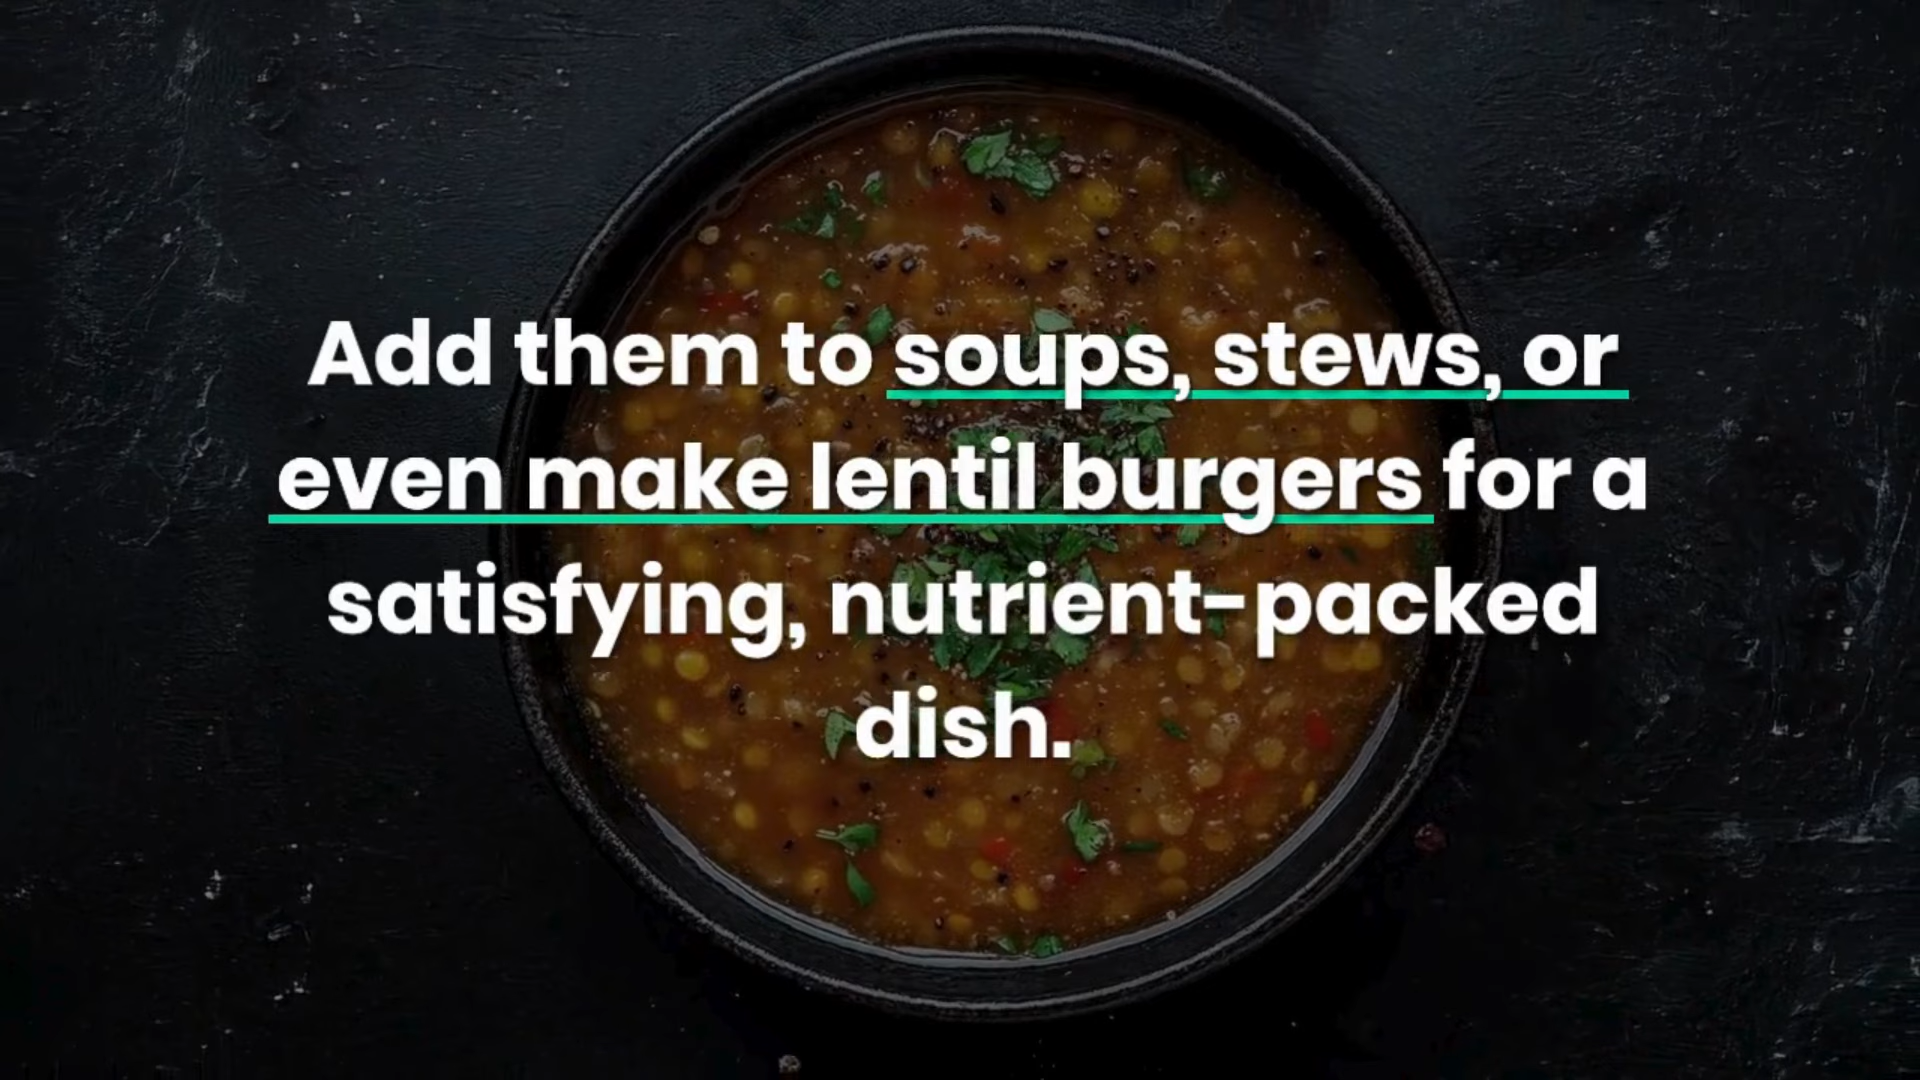 Add them to soups, stews, or
even make lentil burgers for a
satisfying, nutrient-packed
dish.